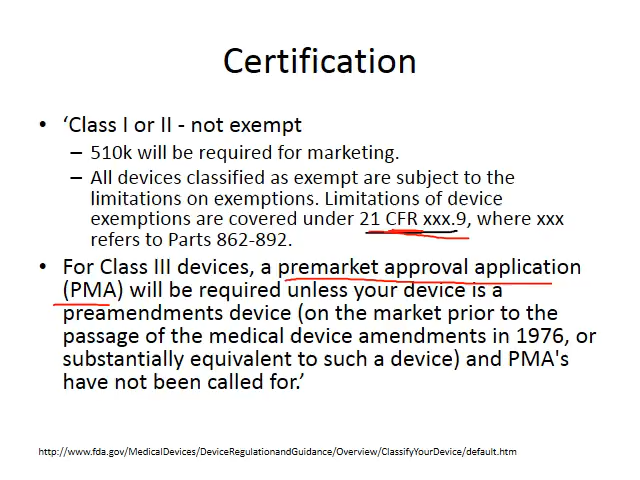 Certification
• ‘Class I or II - not exempt
– 510k will be required for marketing.
– All devices classified as exempt are subject to the
limitations on exemptions. Limitations of device
exemptions are covered under 21 CFR xxx.9, where xxx
refers to Parts 862-892.
• For Class III devices, a premarket approval application
(PMA) will be required unless your device is a
preamendments device (on the market prior to the
passage of the medical device amendments in 1976, or
substantially equivalent to such a device) and PMA's
have not been called for.’
http://www.fda.gov/MedicalDevices/DeviceRegulationandGuidance/Overview/ClassifyYourDevice/default.htm